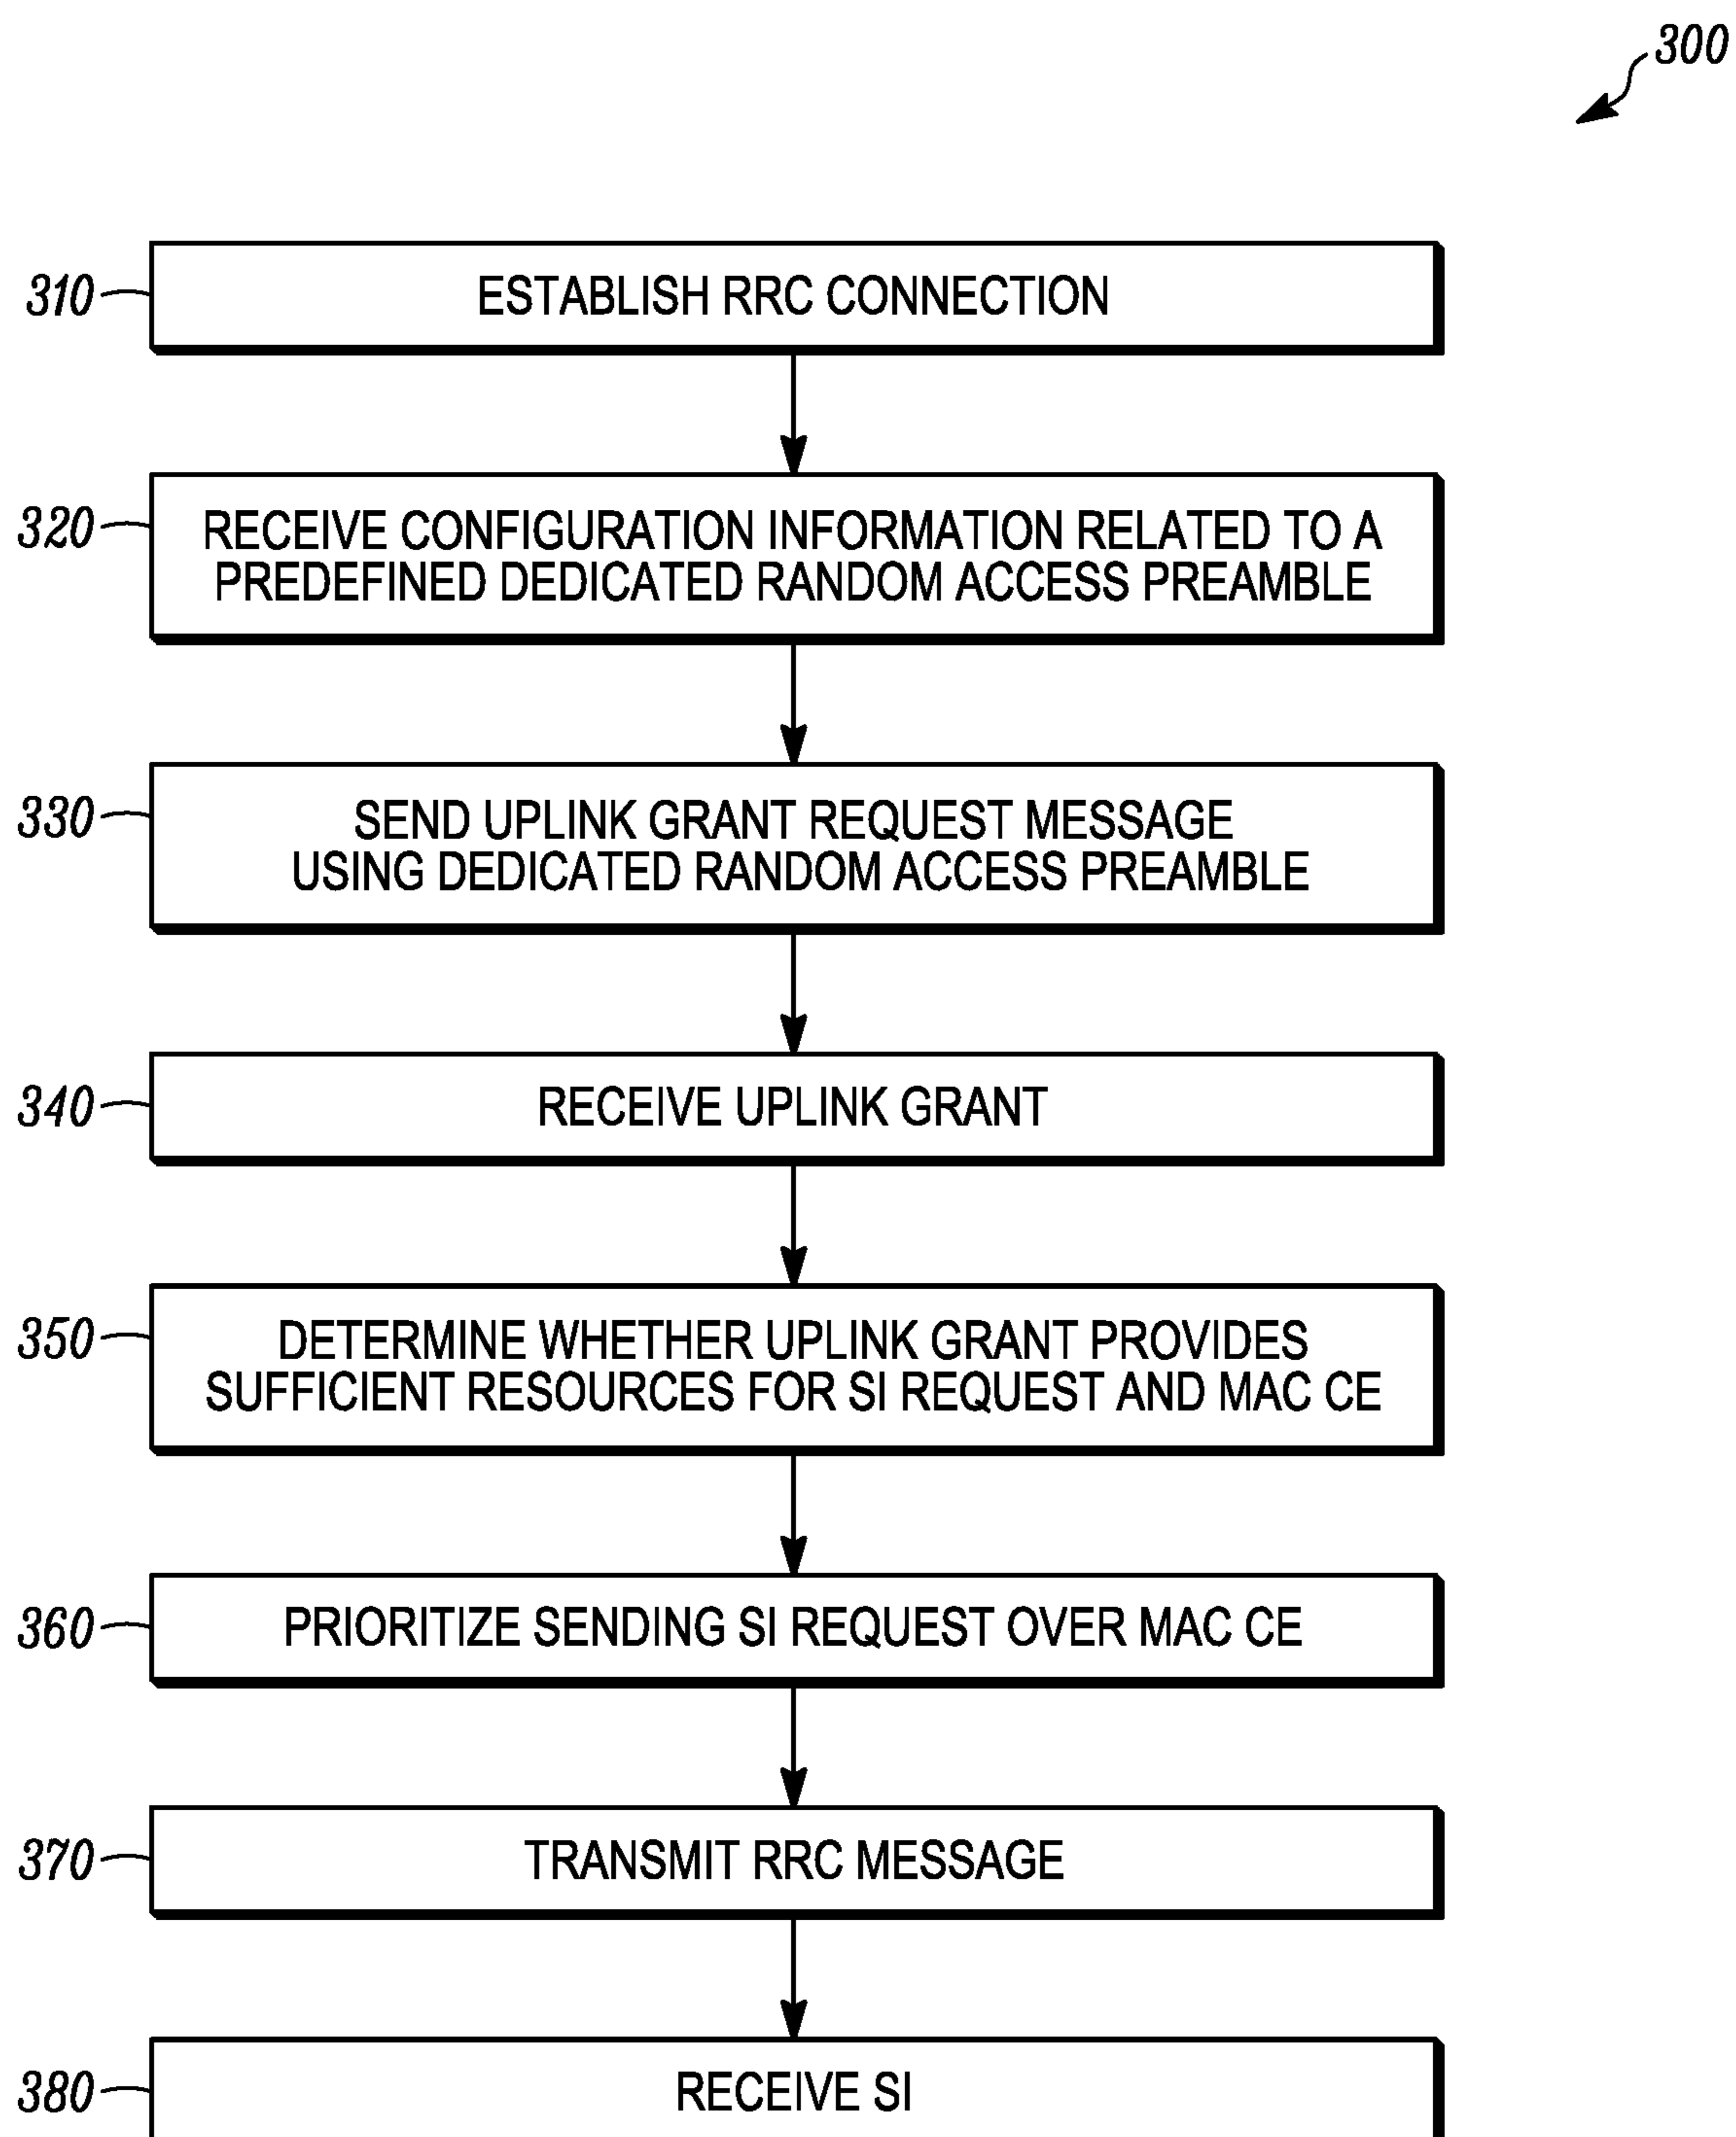 300
310
ESTABLISH RRC CONNECTION
320
RECEIVE CONFIGURATION INFORMATION RELATED TO A
PREDEFINED DEDICATED RANDOM ACCESS PREAMBLE
330
SEND UPLINK GRANT REQUEST MESSAGE
USING DEDICATED RANDOM ACCESS PREAMBLE
340
RECEIVE UPLINK GRANT
350
DETERMINE WHETHER UPLINK GRANT PROVIDES
SUFFICIENT RESOURCES FOR SI REQUEST AND MAC CE
360
PRIORITIZE SENDING SI REQUEST OVER MAC CE
370
TRANSMIT RRC MESSAGE
380
RECEIVE SI